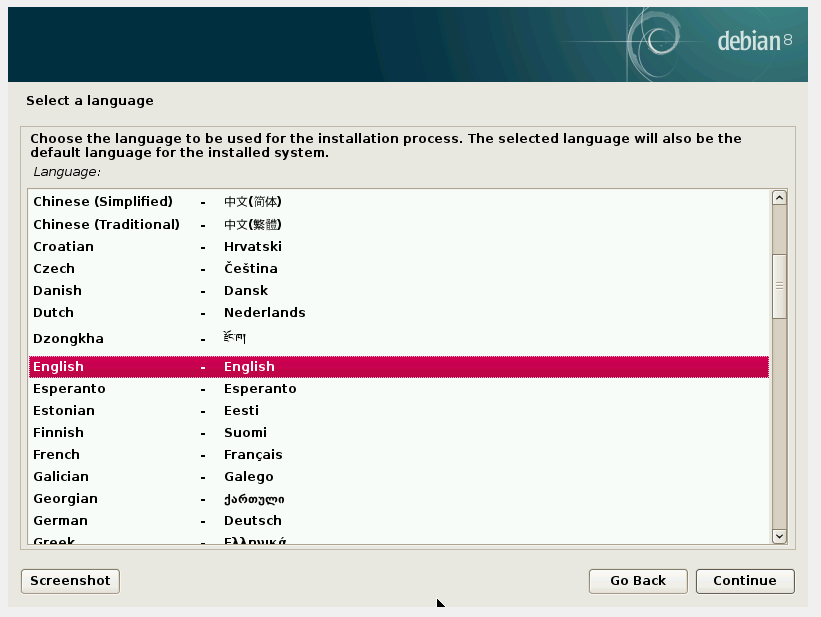 debian 8
Select a language
Choose the language to be used for the installation process. The selected language will also be the
default language for the installed system.
Language:
Chinese (Simplified) - 中文(简体)
Chinese (Traditional) - 中文(繁體)
Croatian - Hrvatski
Czech - Čeština
Danish - Dansk
Dutch - Nederlands
Dzongkha - རྫོང་ཁ།
English - English
Esperanto - Esperanto
Estonian - Eesti
Finnish - Suomi
French - Français
Galician - Galego
Georgian - ქართული
German - Deutsch
Greek - Ελληνικά
Screenshot Go Back Continue